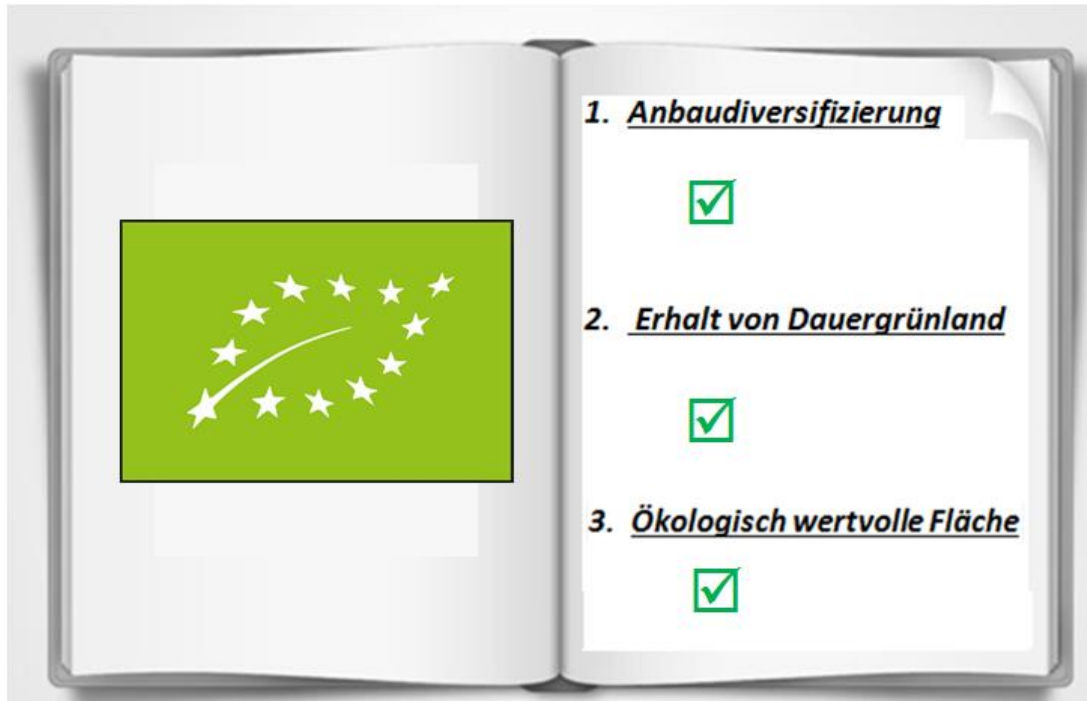 1. Anbaudiversifizierung
2. Erhalt von Dauergrünland
3. Ökologisch wertvolle Fläche